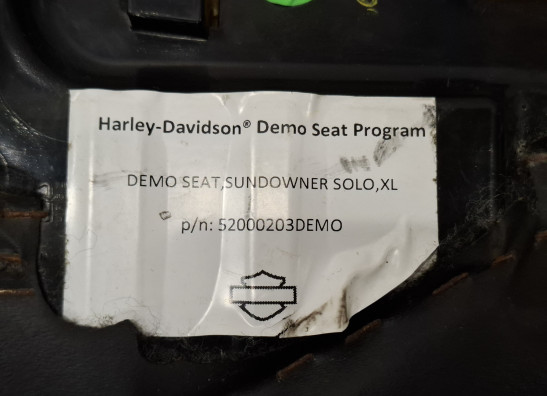 Harley-Davidson® Demo Seat Program
DEMO SEAT,SUNDOWNER SOLO,XL
p/n: 52000203DEMO